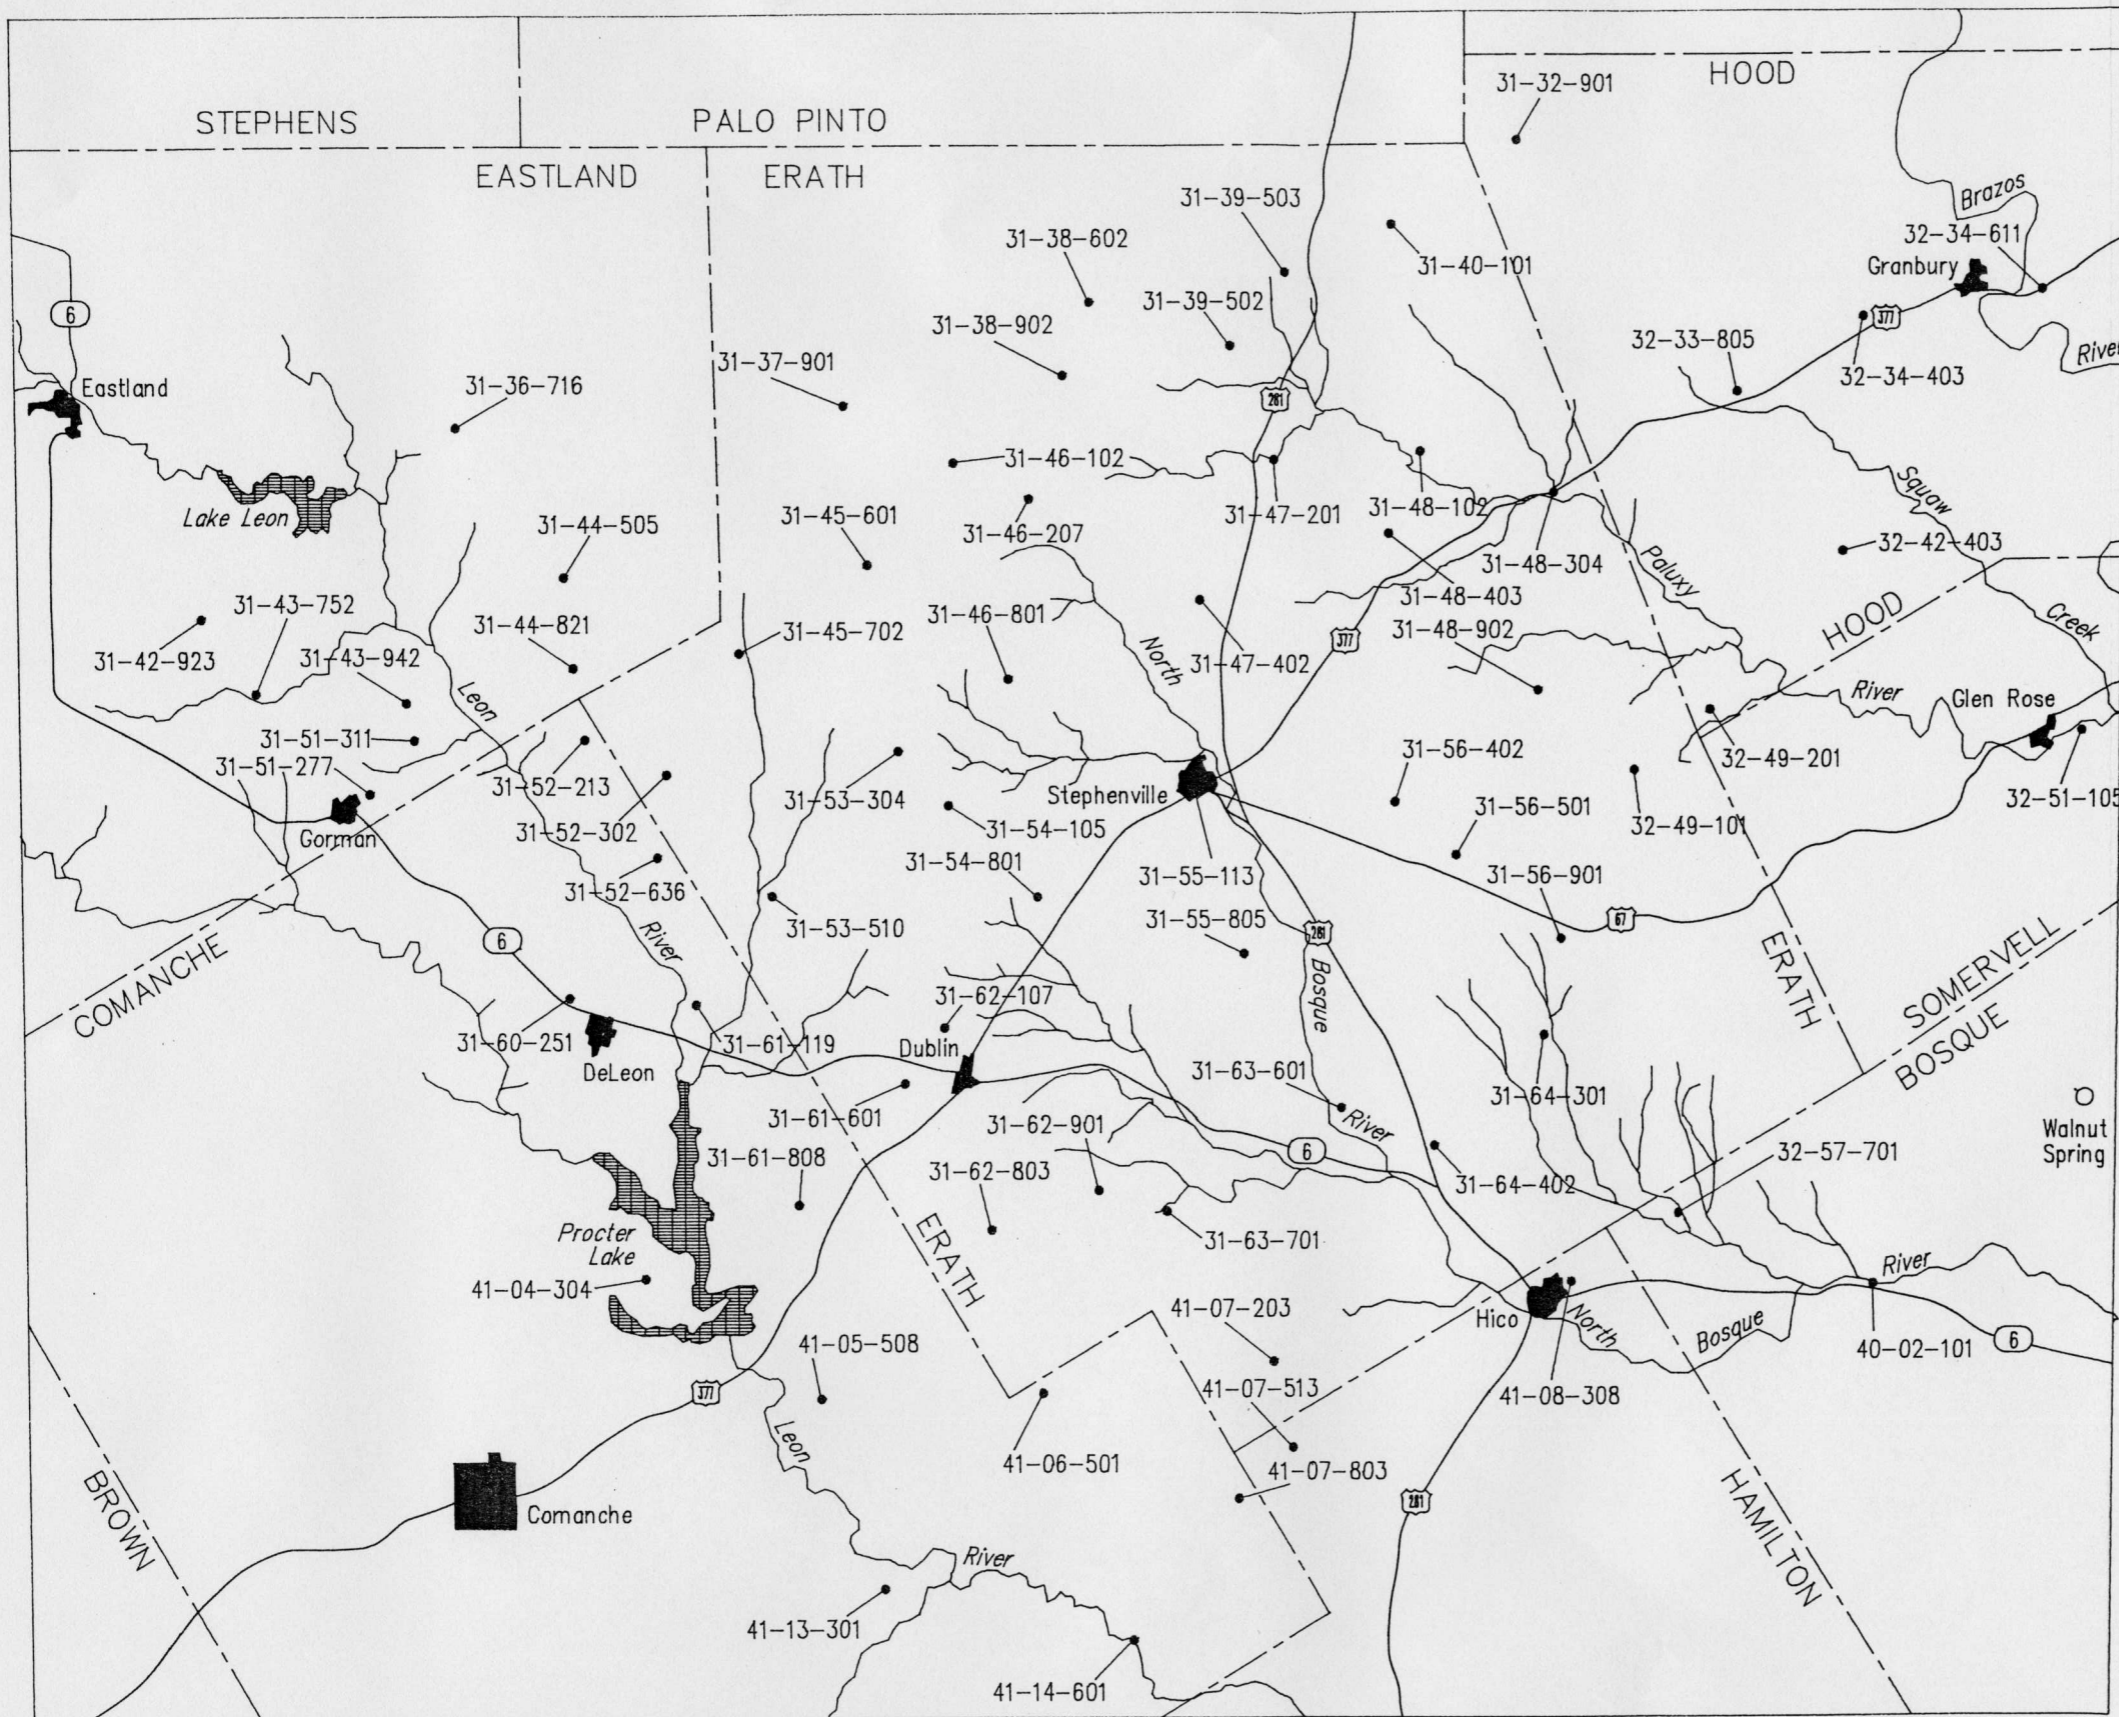 HOOD
31-32-901
STEPHENS
PALO PINTO
EASTLAND
ERATH
Brazos
31-39-503
32-34-611
31-38-602
31-40-101
Granbury
31-39-502
6
31-38-902
377
32-33-805
River
31-37-901
32-34-403
Eastland
31-36-716
281
31-46-102
Squaw
31-48-102
Lake Leon
31-45-601
31-47-201
31-44-505
31-46-207
32-42-403
31-48-304
Paluxy
31-48-403
31-43-752
31-46-801
HOOD
Creek
31-44-821
31-45-702
31-48-902
377
31-42-923
31-43-942
North
31-47-402
Leon
River
Glen Rose
31-51-311
31-56-402
32-49-201
31-51-277
31-52-213
31-53-304
Stephenville
32-51-105
31-56-501
31-52-302
31-54-105
32-49-101
Gorman
31-54-801
31-55-113
31-56-901
31-52-636
31-55-805
67
31-53-510
281
River
6
COMANCHE
Bosque
ERATH
SOMERVELL
31-62-107
BOSQUE
31-60-251
31-61-119
Dublin
DeLeon
31-63-601
31-64-301
31-61-601
31-62-901
River
Walnut
Spring
6
32-57-701
31-61-808
31-62-803
31-64-402
Procter
Lake
31-63-701
ERATH
River
41-04-304
41-07-203
Hico
North
Bosque
6
41-05-508
40-02-101
377
41-07-513
41-08-308
Leon
41-06-501
41-07-803
281
BROWN
Comanche
HAMILTON
River
41-13-301
41-14-601